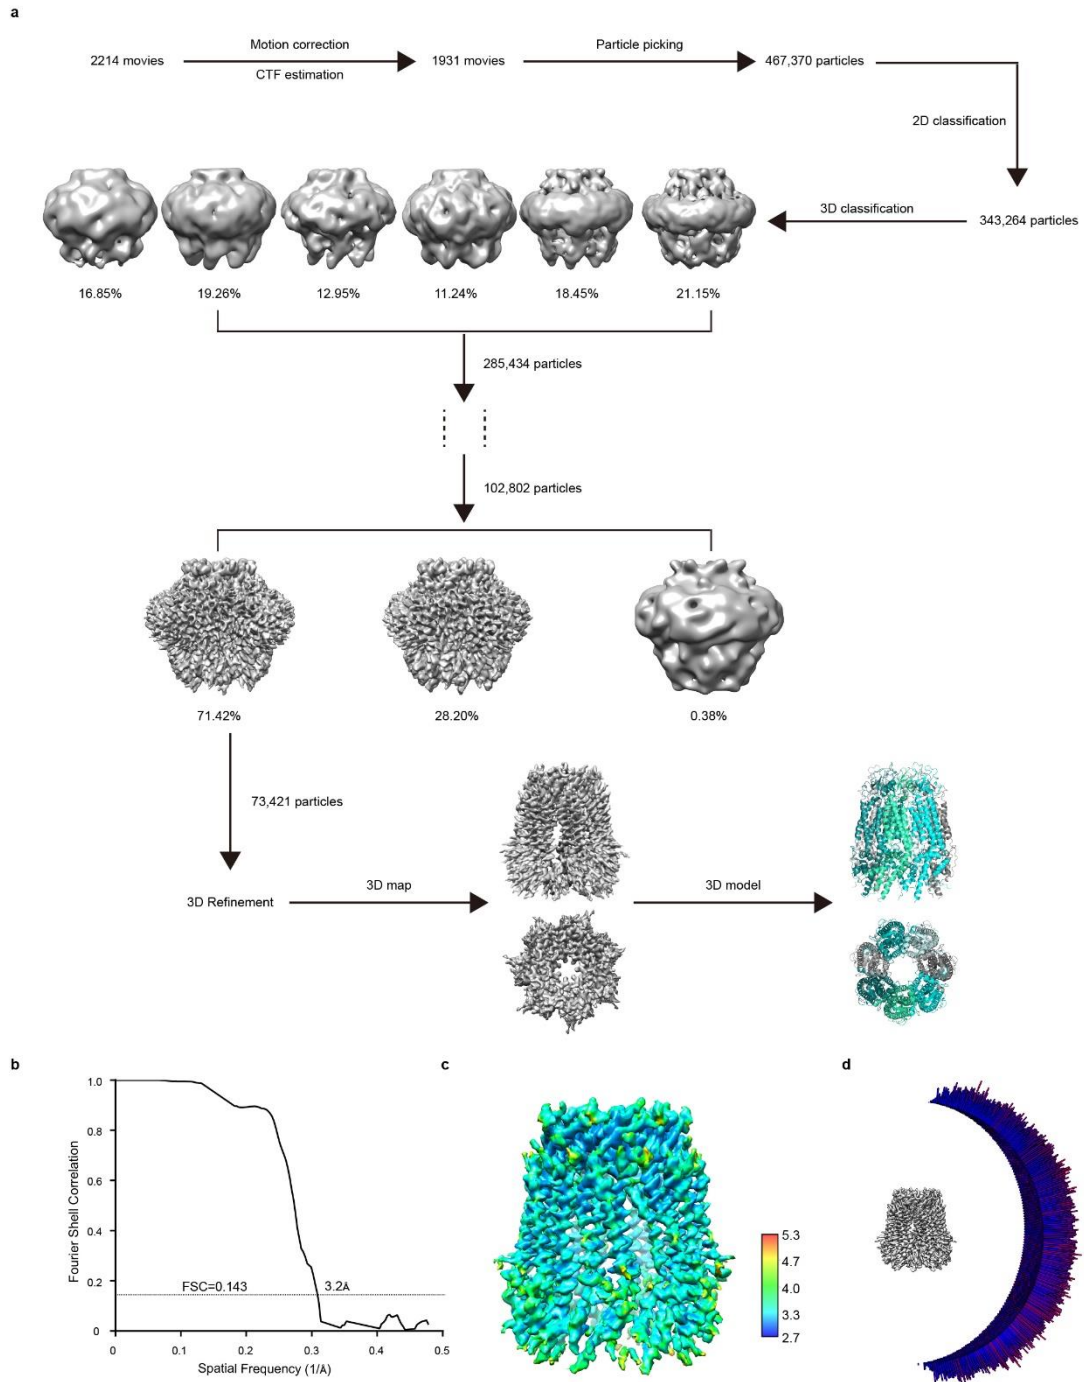 a
2214 movies
Motion correction
CTF estimation
1931 movies
Particle picking
467,370 particles
2D classification
343,264 particles
3D classification
16.85%
19.26%
12.95%
11.24%
18.45%
21.15%
285,434 particles
102,802 particles
71.42%
28.20%
0.38%
73,421 particles
3D Refinement
3D map
3D model
b
1.0
0.8
0.6
0.4
0.2
0
Fourier Shell Correlation
FSC=0.143
3.2Å
0
0.1
0.2
0.3
0.4
0.5
Spatial Frequency (1/Å)
c
5.3
4.7
4.0
3.3
2.7
d